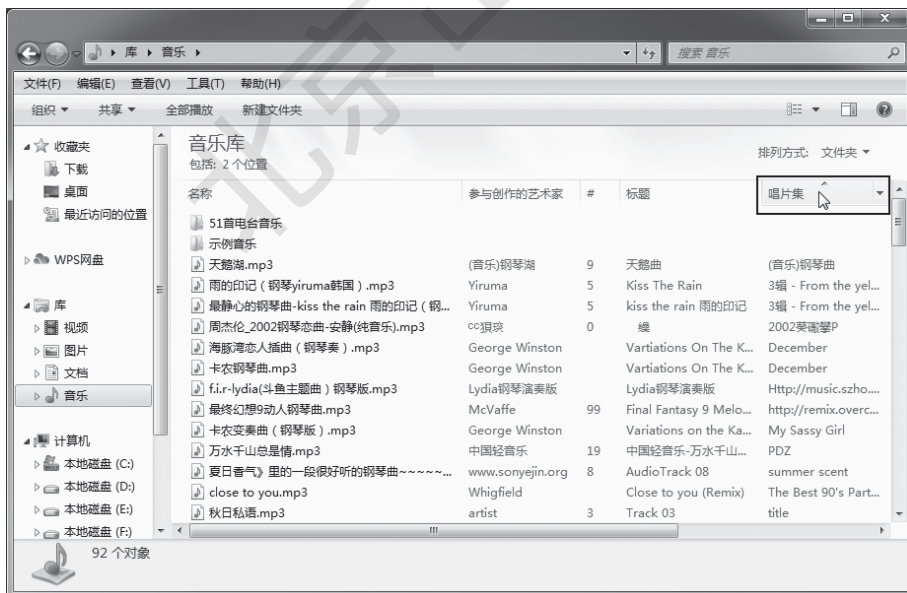 库 ▸ 音乐 ▸
搜索 音乐
文件(F) 编辑(E) 查看(V) 工具(T) 帮助(H)
组织 共享 全部播放 新建文件夹
收藏夹
下载
桌面
最近访问的位置
WPS网盘
库
视频
图片
文档
音乐
计算机
本地磁盘 (C:)
本地磁盘 (D:)
本地磁盘 (E:)
本地磁盘 (F:)
音乐库
包括: 2 个位置
排列方式: 文件夹
名称 参与创作的艺术家 # 标题 唱片集
51首电台音乐
示例音乐
天鹅湖.mp3 (音乐)钢琴湖 9 天鹅曲 (音乐)钢琴曲
雨的印记 ( 钢琴yiruma韩国 ) .mp3 Yiruma 5 Kiss The Rain 3辑 - From the yel...
最静心的钢琴曲-kiss the rain 雨的印记 ( 钢... Yiruma 5 kiss the rain 雨的印记 3辑 - From the yel...
周杰伦_2002钢琴恋曲-安静(纯音乐).mp3 0 2002
海豚湾恋人插曲 ( 钢琴奏 ) .mp3 George Winston Vartiations On The K... December
卡农钢琴曲.mp3 George Winston Vartiations On The K... December
f.i.r-lydia(斗鱼主题曲 ) 钢琴版.mp3 Lydia钢琴演奏版 Lydia钢琴演奏版 Http://music.szho....
最终幻想9动人钢琴曲.mp3 McVaffe 99 Final Fantasy 9 Melo... http://remix.overc...
卡农变奏曲 ( 钢琴版 ) .mp3 George Winston Variations on the Ka... My Sassy Girl
万水千山总是情.mp3 中国轻音乐 19 中国轻音乐-万水千山... PDZ
夏日香气》里的一段很好听的钢琴曲~~~~~... www.sonyejin.org 8 AudioTrack 08 summer scent
close to you.mp3 Whigfield Close to you (Remix) The Best 90's Part...
秋日私语.mp3 artist 3 Track 03 title
92 个对象